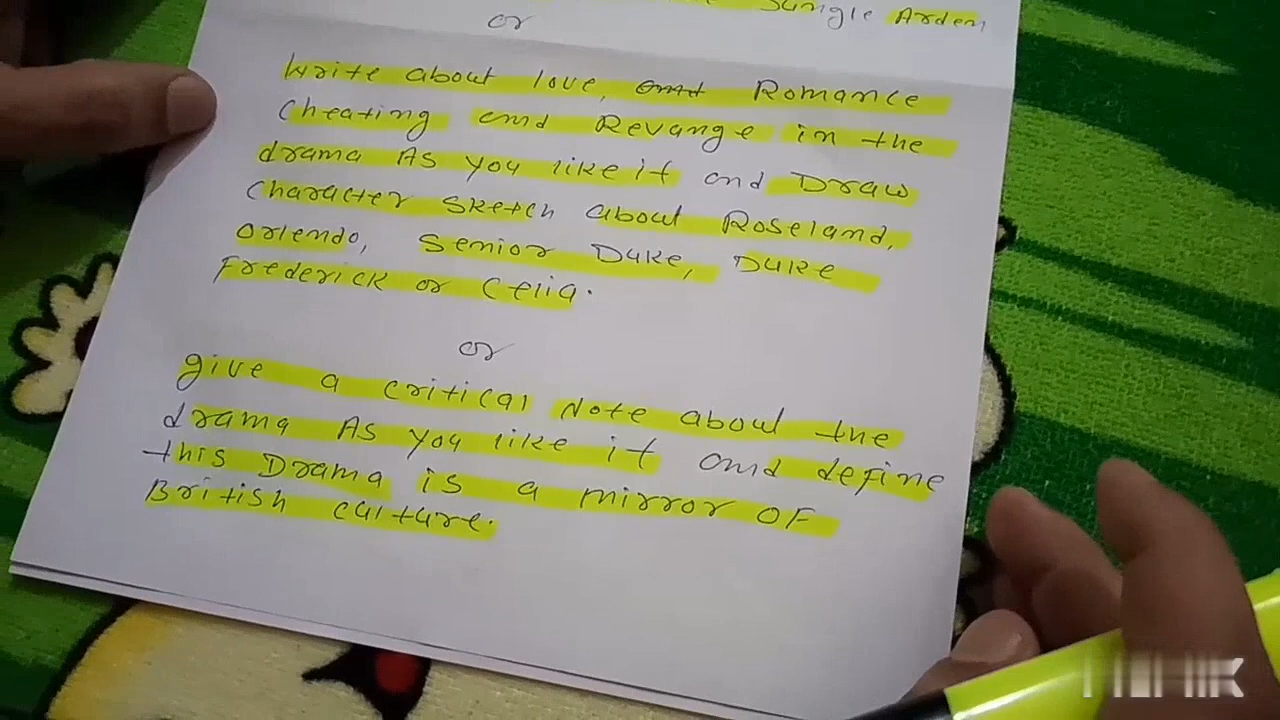 Jungle Arden
or
Write about love, and Romance
Cheating and Revange in the
drama As you like it and Draw
Character Sketch about Roseland,
Orlendo, Senior Duke, Duke
Frederick or Celia.
or
give a critical Note about the
drama As you like it and define
this Drama is a mirror OF
British culture.